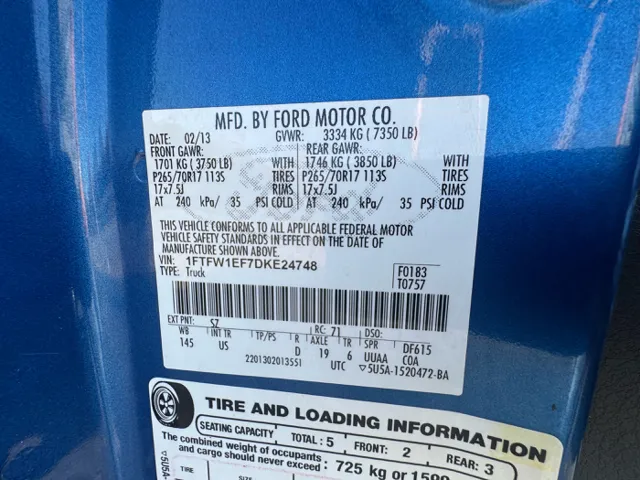 MFD. BY FORD MOTOR CO.
DATE: 02/13 GVWR: 3334 KG ( 7350 LB)
FRONT GAWR: REAR GAWR:
1701 KG ( 3750 LB) WITH 1746 KG ( 3850 LB) WITH
P265/70R17 113S TIRES P265/70R17 113S TIRES
17x7.5J RIMS 17x7.5J RIMS
AT 240 kPa/ 35 PSI COLD AT 240 kPa/ 35 PSI COLD
THIS VEHICLE CONFORMS TO ALL APPLICABLE FEDERAL MOTOR
VEHICLE SAFETY STANDARDS IN EFFECT ON THE DATE OF
MANUFACTURE SHOWN ABOVE.
VIN: 1FTFW1EF7DKE24748 F0183
TYPE: Truck T0757
EXT PNT: SZ RC: 71 DSO:
WB INT TR TP/PS R AXLE TR SPR DF615
145 US D 19 6 UUAA COA
2201302013551 UTC ▽5U5A-1520472-BA
TIRE AND LOADING INFORMATION
SEATING CAPACITY TOTAL: 5 FRONT: 2 REAR: 3
The combined weight of occupants
and cargo should never exceed: 725 kg or
TIRE SIZE
▽5U5A-